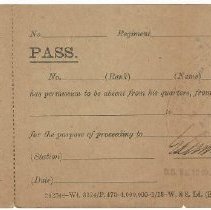 No. Regiment
PASS.
No. (Rank) (Name)
has permission to be absent from his quarters, from
to
for the purpose of proceeding to
(Station)
(Date)